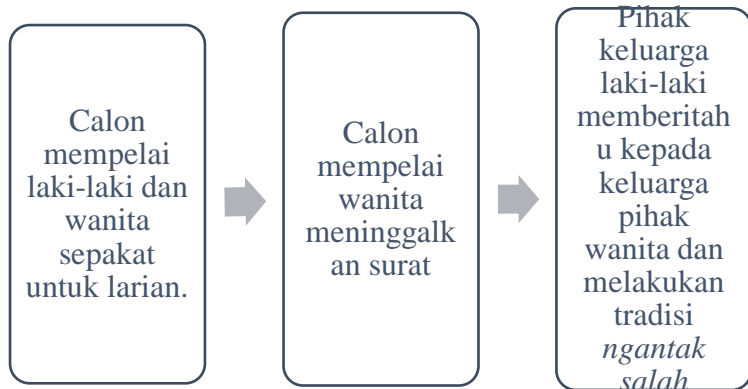 Calon
mempelai
laki-laki dan
wanita
sepakat
untuk larian.
Calon
mempelai
wanita
meninggalk
an surat
Pihak
keluarga
laki-laki
memberitah
u kepada
keluarga
pihak
wanita dan
melakukan
tradisi
ngantak
salah